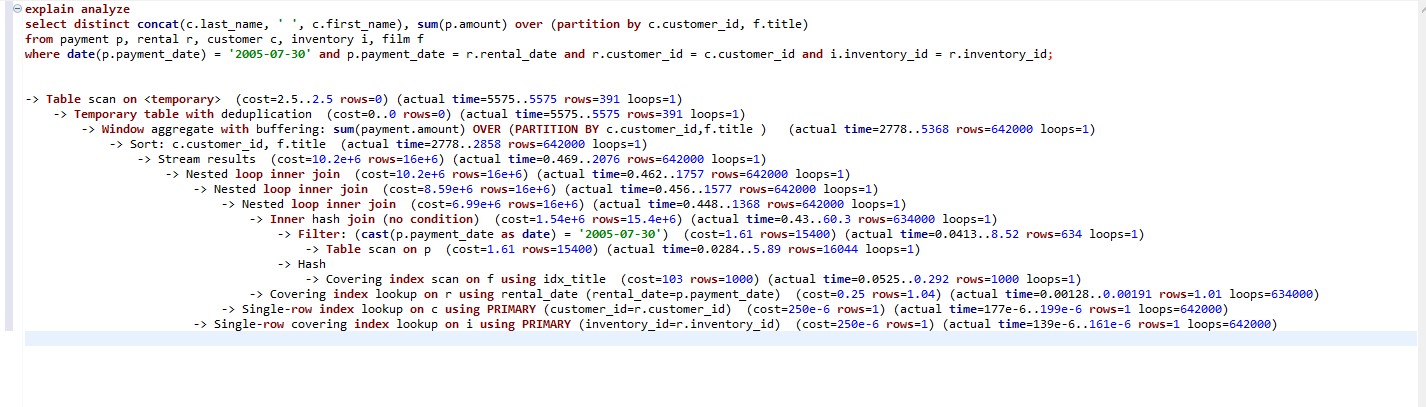 explain analyze
select distinct concat(c.last_name, ' ', c.first_name), sum(p.amount) over (partition by c.customer_id, f.title)
from payment p, rental r, customer c, inventory i, film f
where date(p.payment_date) = '2005-07-30' and p.payment_date = r.rental_date and r.customer_id = c.customer_id and i.inventory_id = r.inventory_id;
-> Table scan on <temporary>  (cost=2.5..2.5 rows=0) (actual time=5575..5575 rows=391 loops=1)
-> Temporary table with deduplication  (cost=0..0 rows=0) (actual time=5575..5575 rows=391 loops=1)
-> Window aggregate with buffering: sum(payment.amount) OVER (PARTITION BY c.customer_id,f.title )   (actual time=2778..5368 rows=642000 loops=1)
-> Sort: c.customer_id, f.title  (actual time=2778..2858 rows=642000 loops=1)
-> Stream results  (cost=10.2e+6 rows=16e+6) (actual time=0.469..2076 rows=642000 loops=1)
-> Nested loop inner join  (cost=10.2e+6 rows=16e+6) (actual time=0.462..1757 rows=642000 loops=1)
-> Nested loop inner join  (cost=8.59e+6 rows=16e+6) (actual time=0.456..1577 rows=642000 loops=1)
-> Nested loop inner join  (cost=6.99e+6 rows=16e+6) (actual time=0.448..1368 rows=642000 loops=1)
-> Inner hash join (no condition)  (cost=1.54e+6 rows=15.4e+6) (actual time=0.43..60.3 rows=634000 loops=1)
-> Filter: (cast(p.payment_date as date) = '2005-07-30')  (cost=1.61 rows=15400) (actual time=0.0413..8.52 rows=634 loops=1)
-> Table scan on p  (cost=1.61 rows=15400) (actual time=0.0284..5.89 rows=16044 loops=1)
-> Hash
-> Covering index scan on f using idx_title  (cost=103 rows=1000) (actual time=0.0525..0.292 rows=1000 loops=1)
-> Covering index lookup on r using rental_date (rental_date=p.payment_date)  (cost=0.25 rows=1.04) (actual time=0.00128..0.00191 rows=1.01 loops=634000)
-> Single-row index lookup on c using PRIMARY (customer_id=r.customer_id)  (cost=250e-6 rows=1) (actual time=177e-6..199e-6 rows=1 loops=642000)
-> Single-row covering index lookup on i using PRIMARY (inventory_id=r.inventory_id)  (cost=250e-6 rows=1) (actual time=139e-6..161e-6 rows=1 loops=642000)